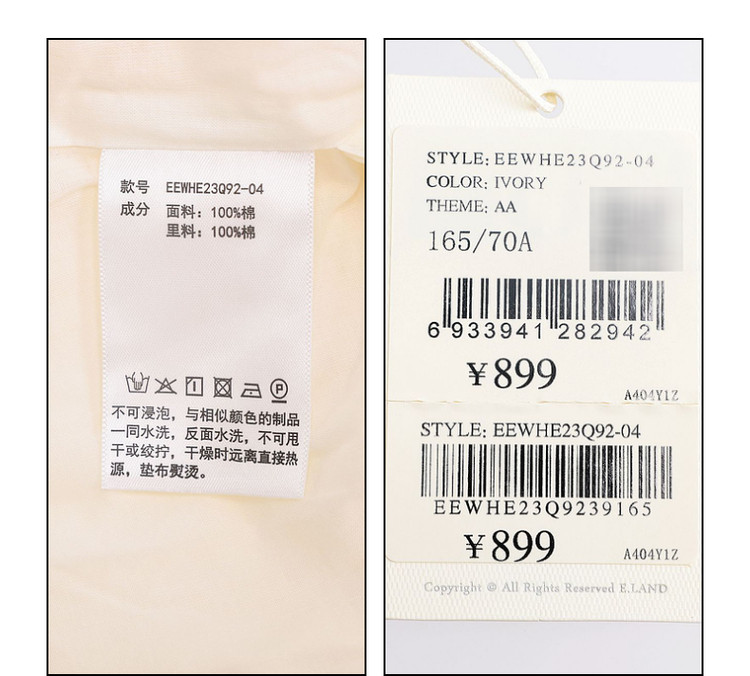 款号 EEWHE23Q92-04
成分 面料：100%棉
里料：100%棉
P
不可浸泡，与相似颜色的制品
一同水洗，反面水洗，不可甩
干或绞拧，干燥时远离直接热
源，垫布熨烫。
STYLE: EEWHE23Q92-04
COLOR: IVORY
THEME: AA
165/70A
6 933941 282942
¥899
A404Y1Z
STYLE: EEWHE23Q92-04
EEWHE23Q9239165
¥899
A404Y1Z
Copyright © All Rights Reserved E.LAND